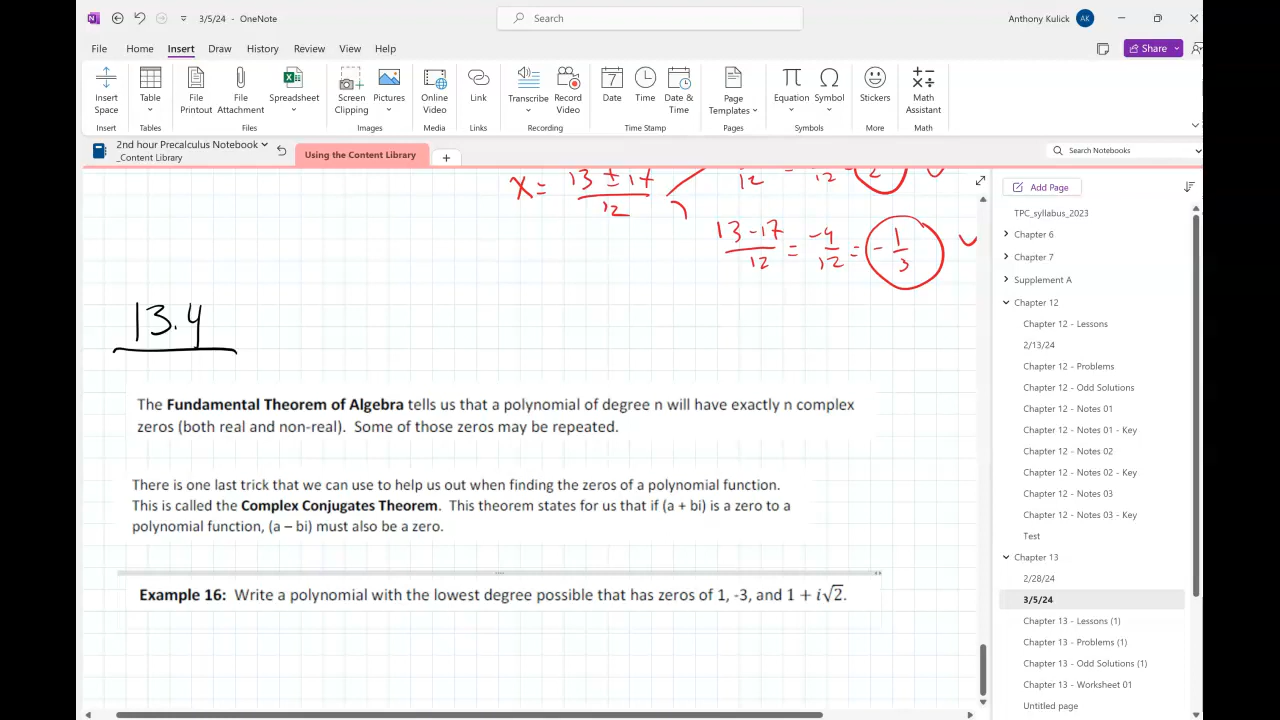 3/5/24 - OneNote
Search
Anthony Kulick AK
File Home Insert Draw History Review View Help
Share
Insert Space
Table
File Printout
File Attachment
Spreadsheet
Screen Clipping
Pictures
Online Video
Link
Transcribe
Record Video
Date
Time
Date & Time
Page Templates
Equation
Symbol
Stickers
Math Assistant
Insert Tables Files Images Media Links Recording Time Stamp Pages Symbols More Math
2nd hour Precalculus Notebook
_Content Library
Using the Content Library
Search Notebooks
X = 13 ± 17 / 12
13 - 17 / 12 = -4 / 12 = - 1 / 3
13.4
The Fundamental Theorem of Algebra tells us that a polynomial of degree n will have exactly n complex
zeros (both real and non-real). Some of those zeros may be repeated.
There is one last trick that we can use to help us out when finding the zeros of a polynomial function.
This is called the Complex Conjugates Theorem. This theorem states for us that if (a + bi) is a zero to a
polynomial function, (a – bi) must also be a zero.
Example 16: Write a polynomial with the lowest degree possible that has zeros of 1, -3, and 1 + i√2.
Add Page
TPC_syllabus_2023
Chapter 6
Chapter 7
Supplement A
Chapter 12
Chapter 12 - Lessons
2/13/24
Chapter 12 - Problems
Chapter 12 - Odd Solutions
Chapter 12 - Notes 01
Chapter 12 - Notes 01 - Key
Chapter 12 - Notes 02
Chapter 12 - Notes 02 - Key
Chapter 12 - Notes 03
Chapter 12 - Notes 03 - Key
Test
Chapter 13
2/28/24
3/5/24
Chapter 13 - Lessons (1)
Chapter 13 - Problems (1)
Chapter 13 - Odd Solutions (1)
Chapter 13 - Worksheet 01
Untitled page